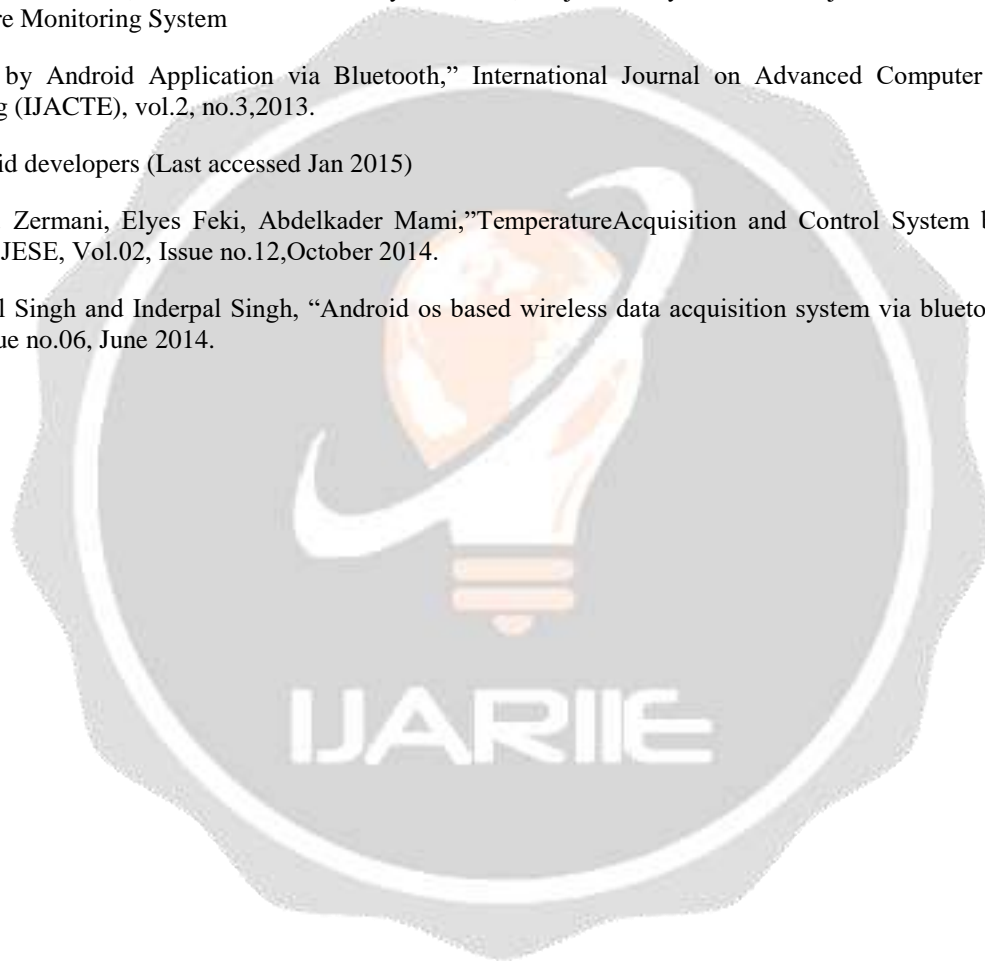 re Monitoring System
by Android Application via Bluetooth,” International Journal on Advanced Computer
g (IJACTE), vol.2, no.3,2013.
id developers (Last accessed Jan 2015)
Zermani, Elyes Feki, Abdelkader Mami,”TemperatureAcquisition and Control System b
JESE, Vol.02, Issue no.12,October 2014.
l Singh and Inderpal Singh, “Android os based wireless data acquisition system via blueto
ue no.06, June 2014.
IJARIIE